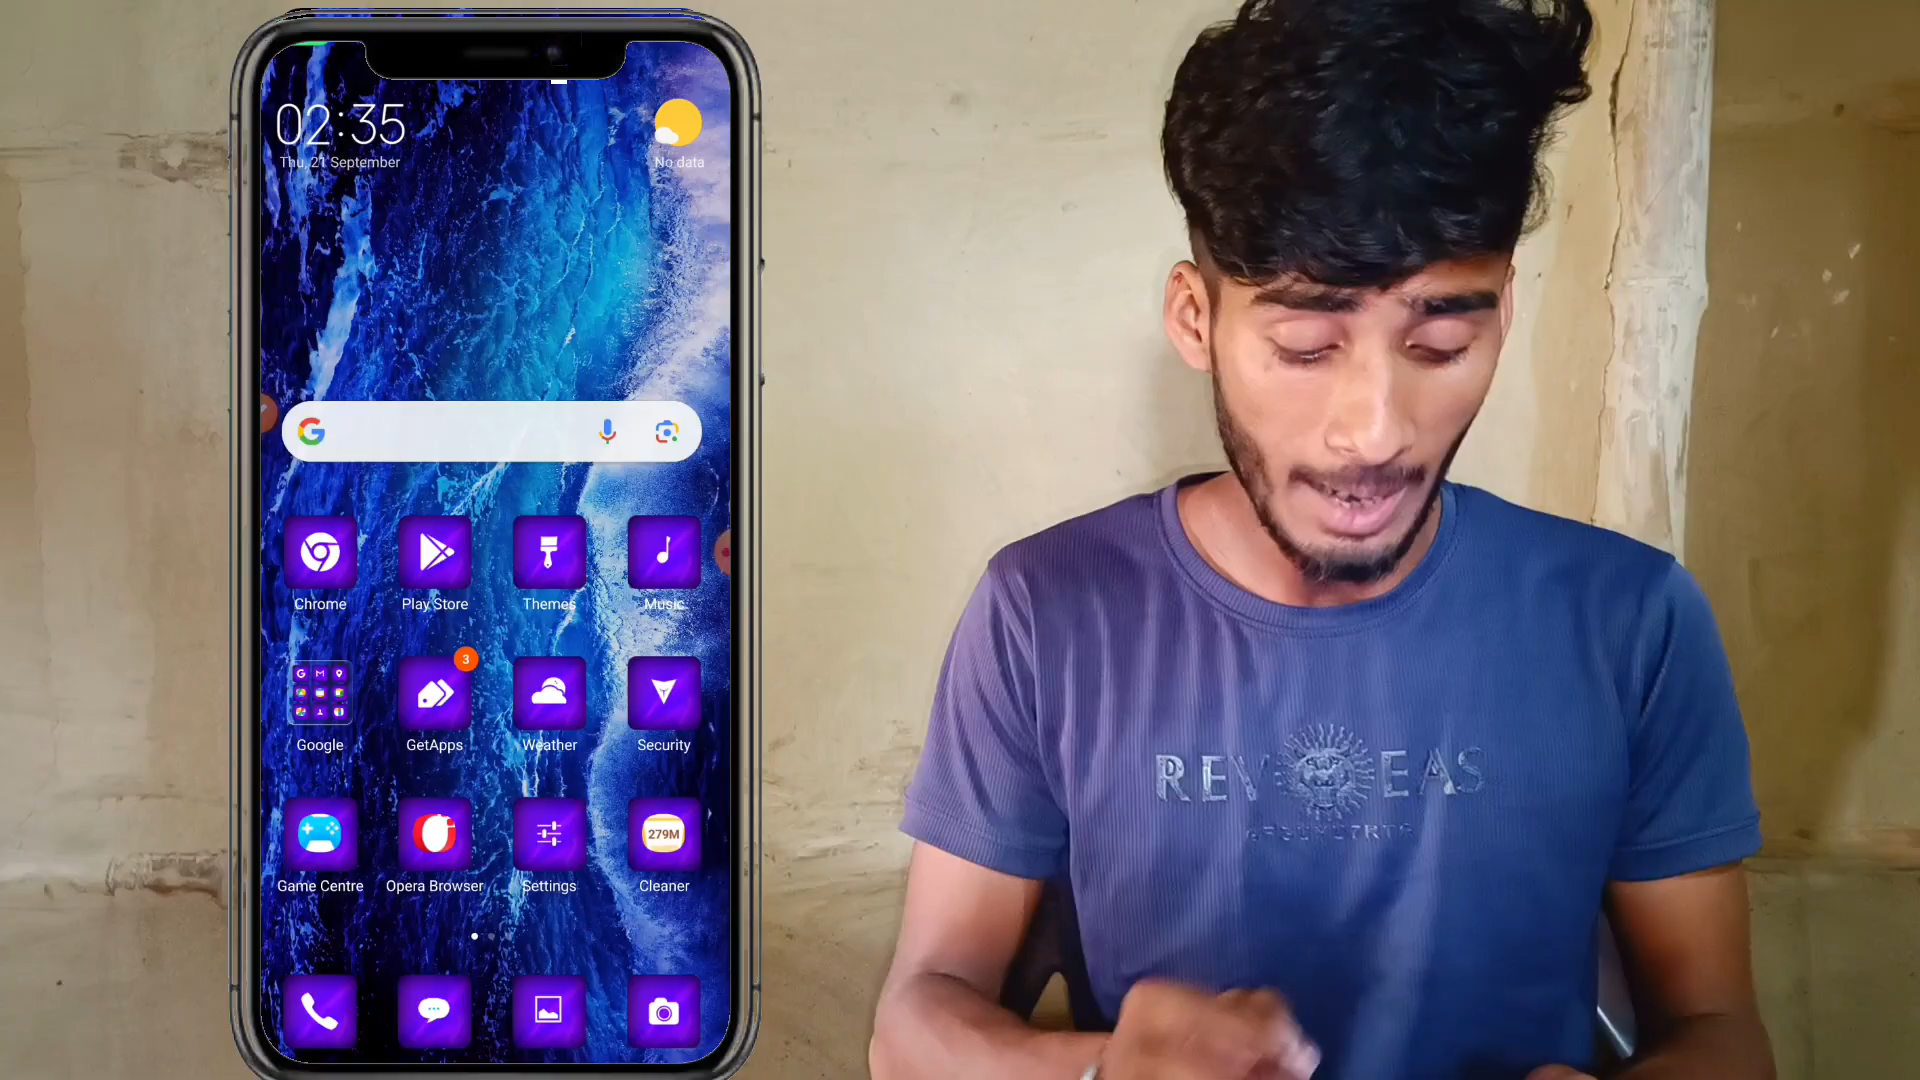 02:35
Thu, 21 September
No data
Chrome
Play Store
Themes
Music
3
Google
GetApps
Weather
Security
279M
Game Centre
Opera Browser
Settings
Cleaner
REV EAS